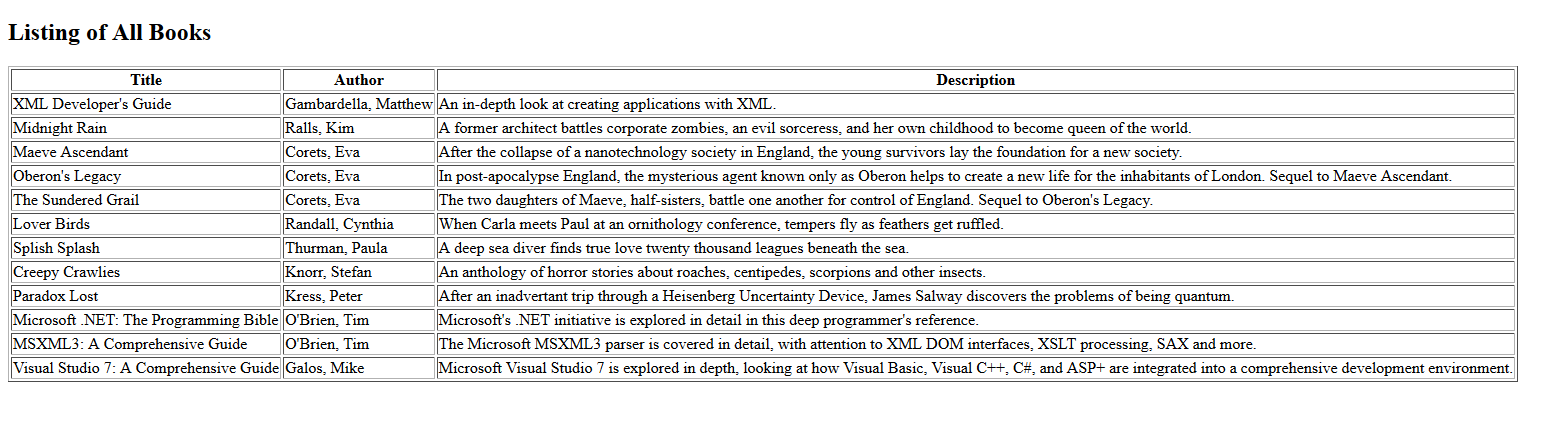 Listing of All Books
Title Author Description
XML Developer's Guide Gambardella, Matthew An in-depth look at creating applications with XML.
Midnight Rain Ralls, Kim A former architect battles corporate zombies, an evil sorceress, and her own childhood to become queen of the world.
Maeve Ascendant Corets, Eva After the collapse of a nanotechnology society in England, the young survivors lay the foundation for a new society.
Oberon's Legacy Corets, Eva In post-apocalypse England, the mysterious agent known only as Oberon helps to create a new life for the inhabitants of London. Sequel to Maeve Ascendant.
The Sundered Grail Corets, Eva The two daughters of Maeve, half-sisters, battle one another for control of England. Sequel to Oberon's Legacy.
Lover Birds Randall, Cynthia When Carla meets Paul at an ornithology conference, tempers fly as feathers get ruffled.
Splish Splash Thurman, Paula A deep sea diver finds true love twenty thousand leagues beneath the sea.
Creepy Crawlies Knorr, Stefan An anthology of horror stories about roaches, centipedes, scorpions and other insects.
Paradox Lost Kress, Peter After an inadvertant trip through a Heisenberg Uncertainty Device, James Salway discovers the problems of being quantum.
Microsoft .NET: The Programming Bible O'Brien, Tim Microsoft's .NET initiative is explored in detail in this deep programmer's reference.
MSXML3: A Comprehensive Guide O'Brien, Tim The Microsoft MSXML3 parser is covered in detail, with attention to XML DOM interfaces, XSLT processing, SAX and more.
Visual Studio 7: A Comprehensive Guide Galos, Mike Microsoft Visual Studio 7 is explored in depth, looking at how Visual Basic, Visual C++, C#, and ASP+ are integrated into a comprehensive development environment.